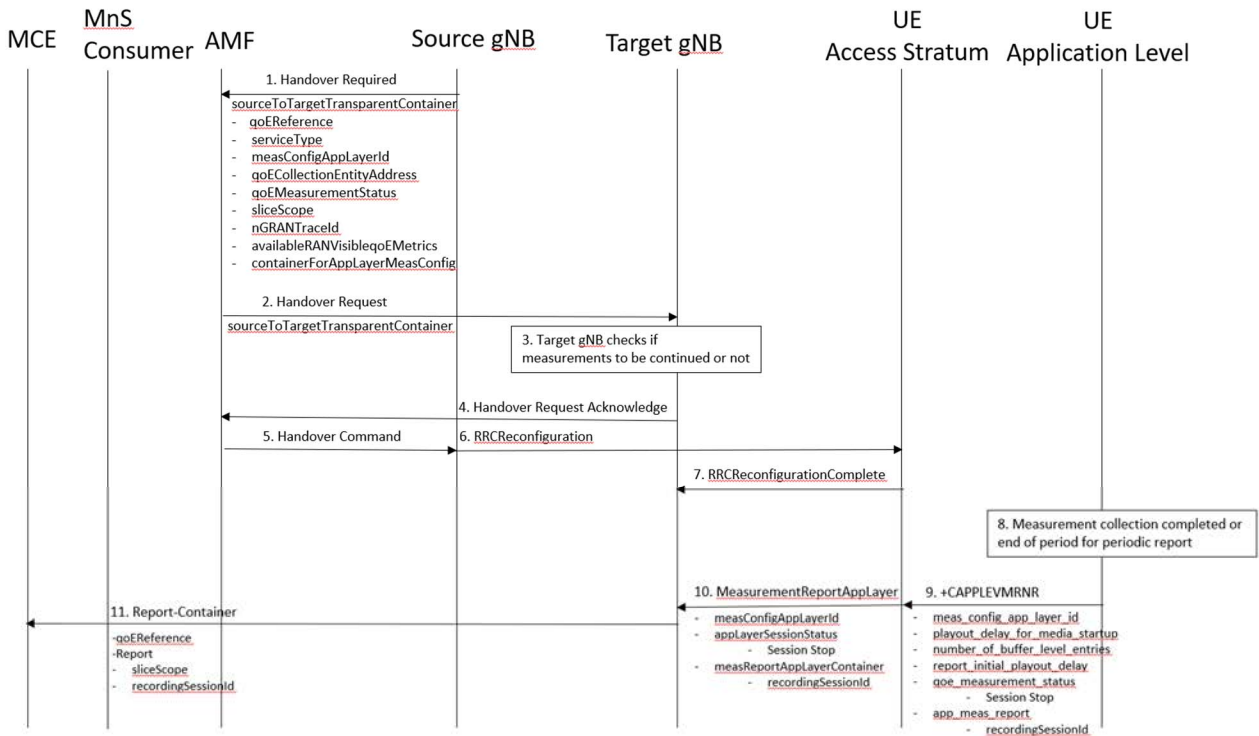 MCE
MnS
Consumer
AMF
Source gNB
Target gNB
UE
Access Stratum
UE
Application Level
1. Handover Required
sourceToTargetTransparentContainer
- qoEReference
- serviceType
- measConfigAppLayerId
- qoECollectionEntityAddress
- qoEMeasurementStatus
- sliceScope
- nGRANTraceId
- availableRANVisibleqoEMetrics
- containerForAppLayerMeasConfig
2. Handover Request
sourceToTargetTransparentContainer
3. Target gNB checks if
measurements to be continued or not
4. Handover Request Acknowledge
5. Handover Command
6. RRCReconfiguration
7. RRCReconfigurationComplete
8. Measurement collection completed or
end of period for periodic report
9. +CAPPLEVMRNR
- meas_config_app_layer_id
- playout_delay_for_media_startup
- number_of_buffer_level_entries
- report_initial_playout_delay
- qoe_measurement_status
- Session Stop
- app_meas_report
- recordingSessionId
10. MeasurementReportAppLayer
- measConfigAppLayerId
- appLayerSessionStatus
- Session Stop
- measReportAppLayerContainer
- recordingSessionId
11. Report-Container
-qoEReference
-Report
- sliceScope
- recordingSessionId